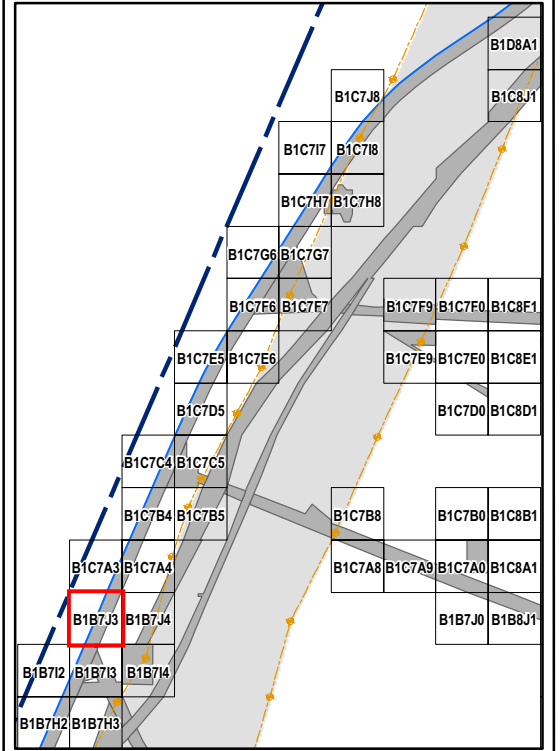 B1D8A1
B1C7J8 B1C8J1
B1C7I7 B1C7I8
B1C7H7 B1C7H8
B1C7G6 B1C7G7
B1C7F6 B1C7F7 B1C7F9 B1C7F0 B1C8F1
B1C7E5 B1C7E6 B1C7E9 B1C7E0 B1C8E1
B1C7D5 B1C7D0 B1C8D1
B1C7C4 B1C7C5
B1C7B4 B1C7B5 B1C7B8 B1C7B0 B1C8B1
B1C7A3 B1C7A4 B1C7A8 B1C7A9 B1C7A0 B1C8A1
B1B7J3 B1B7J4 B1B7J0 B1B8J1
B1B7I2 B1B7I3 B1B7I4
B1B7H2 B1B7H3